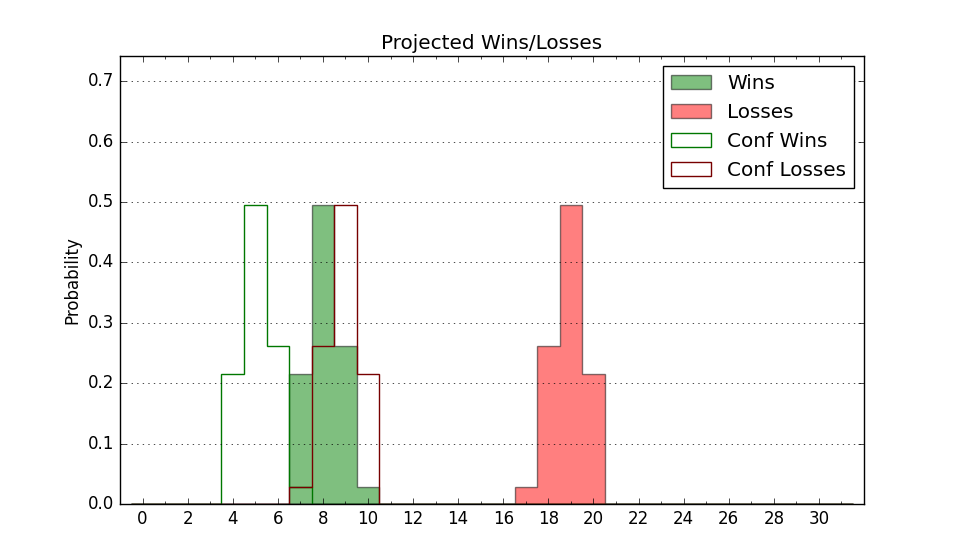 Projected Wins/Losses
Wins
Losses
Conf Wins
Conf Losses
Probability
0.7
0.6
0.5
0.4
0.3
0.2
0.1
0.0
0 2 4 6 8 10 12 14 16 18 20 22 24 26 28 30